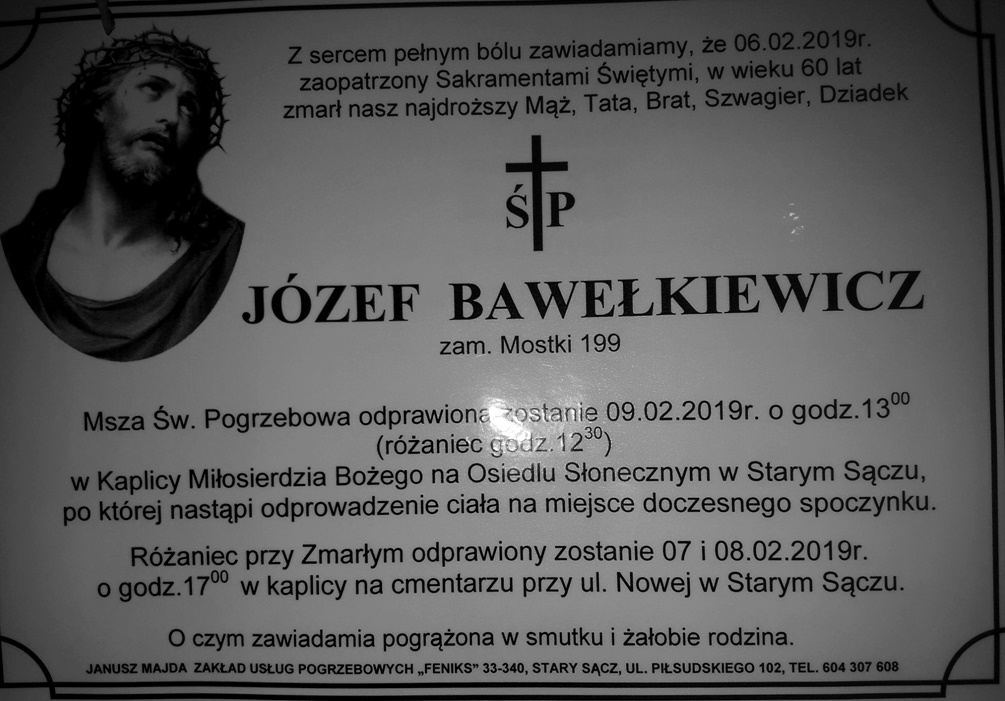 Z sercem pełnym bólu zawiadamiamy, że 06.02.2019r.
zaopatrzony Sakramentami Świętymi, w wieku 60 lat
zmarł nasz najdroższy Mąż, Tata, Brat, Szwagier, Dziadek
Ś P
JÓZEF BAWEŁKIEWICZ
zam. Mostki 199
Msza Św. Pogrzebowa odprawiona zostanie 09.02.2019r. o godz.13⁰⁰
(różaniec godz.12³⁰)
w Kaplicy Miłosierdzia Bożego na Osiedlu Słonecznym w Starym Sączu,
po której nastąpi odprowadzenie ciała na miejsce doczesnego spoczynku.
Różaniec przy Zmarłym odprawiony zostanie 07 i 08.02.2019r.
o godz.17⁰⁰ w kaplicy na cmentarzu przy ul. Nowej w Starym Sączu.
O czym zawiadamia pogrążona w smutku i żałobie rodzina.
JANUSZ MAJDA ZAKŁAD USŁUG POGRZEBOWYCH „FENIKS” 33-340, STARY SĄCZ, UL. PIŁSUDSKIEGO 102, TEL. 604 307 608